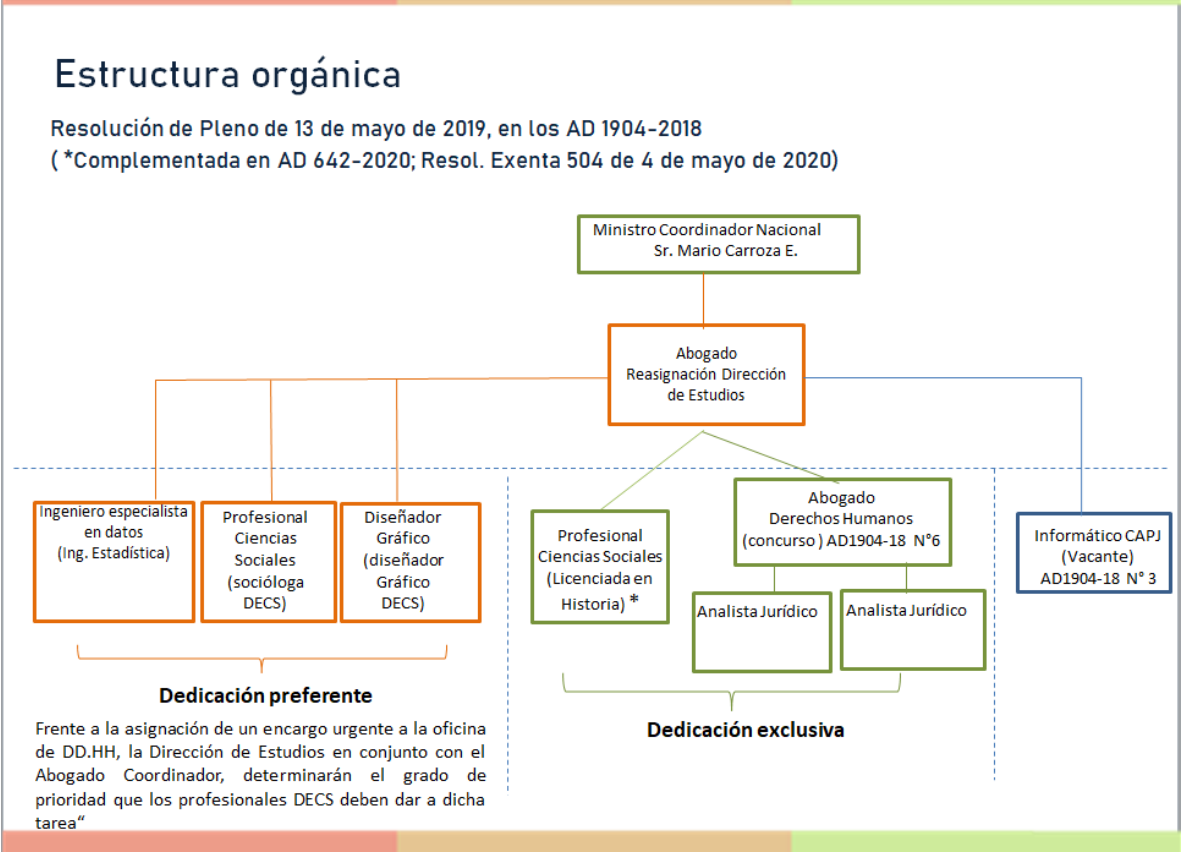 Estructura orgánica
Resolución de Pleno de 13 de mayo de 2019, en los AD 1904-2018
( *Complementada en AD 642-2020; Resol. Exenta 504 de 4 de mayo de 2020)
Ministro Coordinador Nacional
Sr. Mario Carroza E.
Abogado
Reasignación Dirección
de Estudios
Ingeniero especialista
en datos
(Ing. Estadística)
Profesional
Ciencias
Sociales
(socióloga
DECS)
Diseñador
Gráfico
(diseñador
Gráfico
DECS)
Profesional
Ciencias Sociales
(Licenciada en
Historia) *
Abogado
Derechos Humanos
(concurso ) AD1904-18 N°6
Analista Jurídico
Analista Jurídico
Informático CAPJ
(Vacante)
AD1904-18 N° 3
Dedicación preferente
Frente a la asignación de un encargo urgente a la oficina
de DD.HH, la Dirección de Estudios en conjunto con el
Abogado Coordinador, determinarán el grado de
prioridad que los profesionales DECS deben dar a dicha
tarea“
Dedicación exclusiva